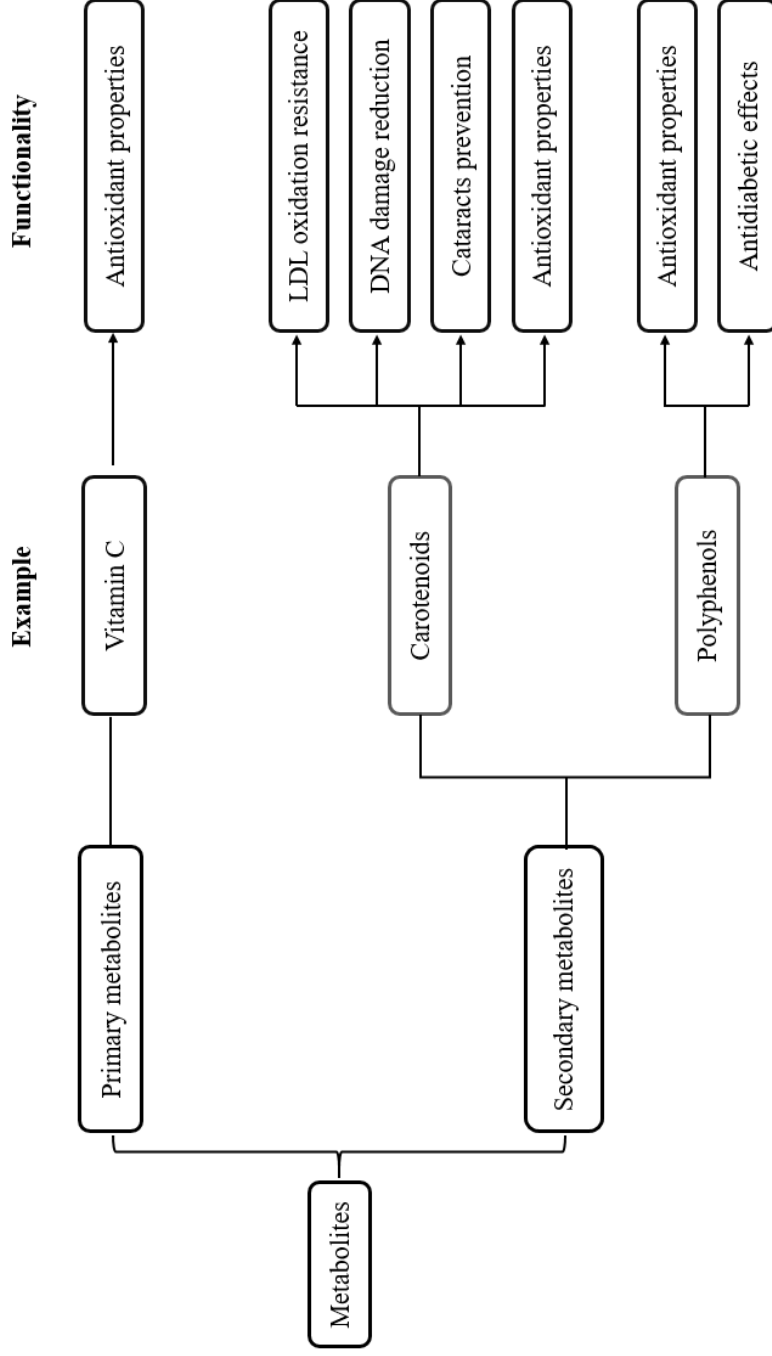 Example
Functionality
Metabolites
Primary metabolites
Vitamin C
Antioxidant properties
Secondary metabolites
Carotenoids
LDL oxidation resistance
DNA damage reduction
Cataracts prevention
Antioxidant properties
Polyphenols
Antioxidant properties
Antidiabetic effects